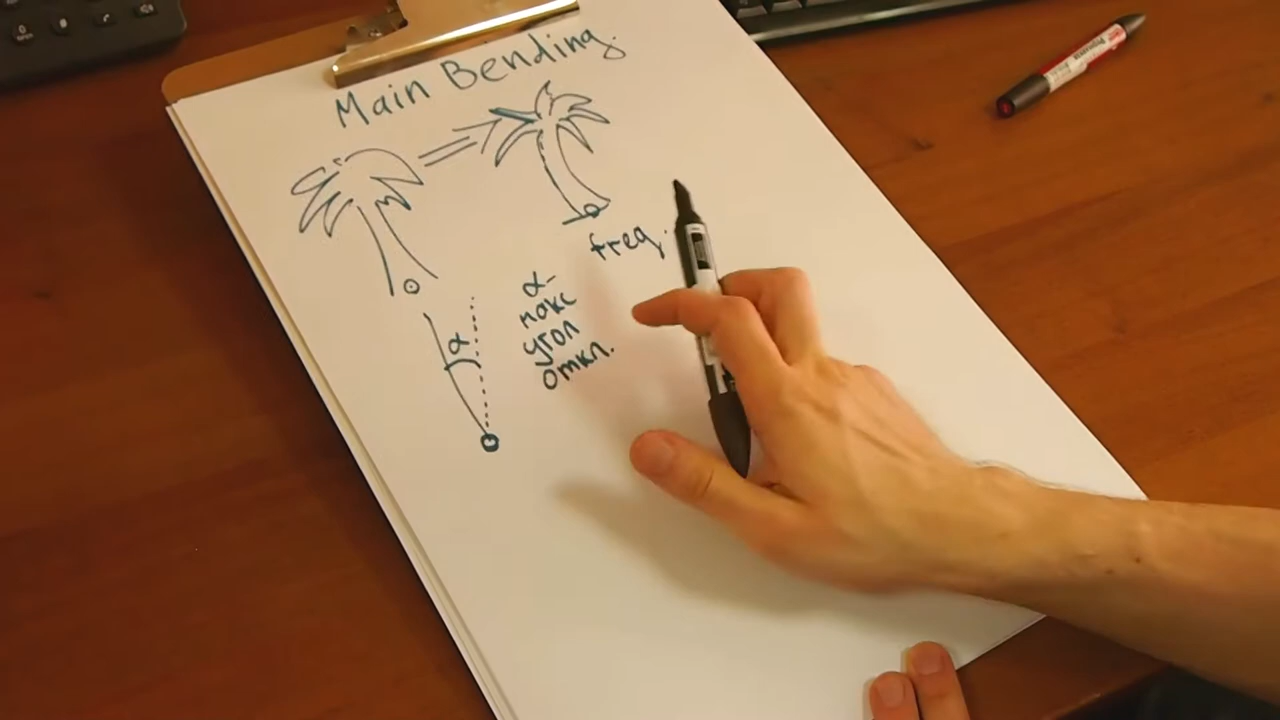 Main Bending.
freq.
α
α-
макс
угол
откл.